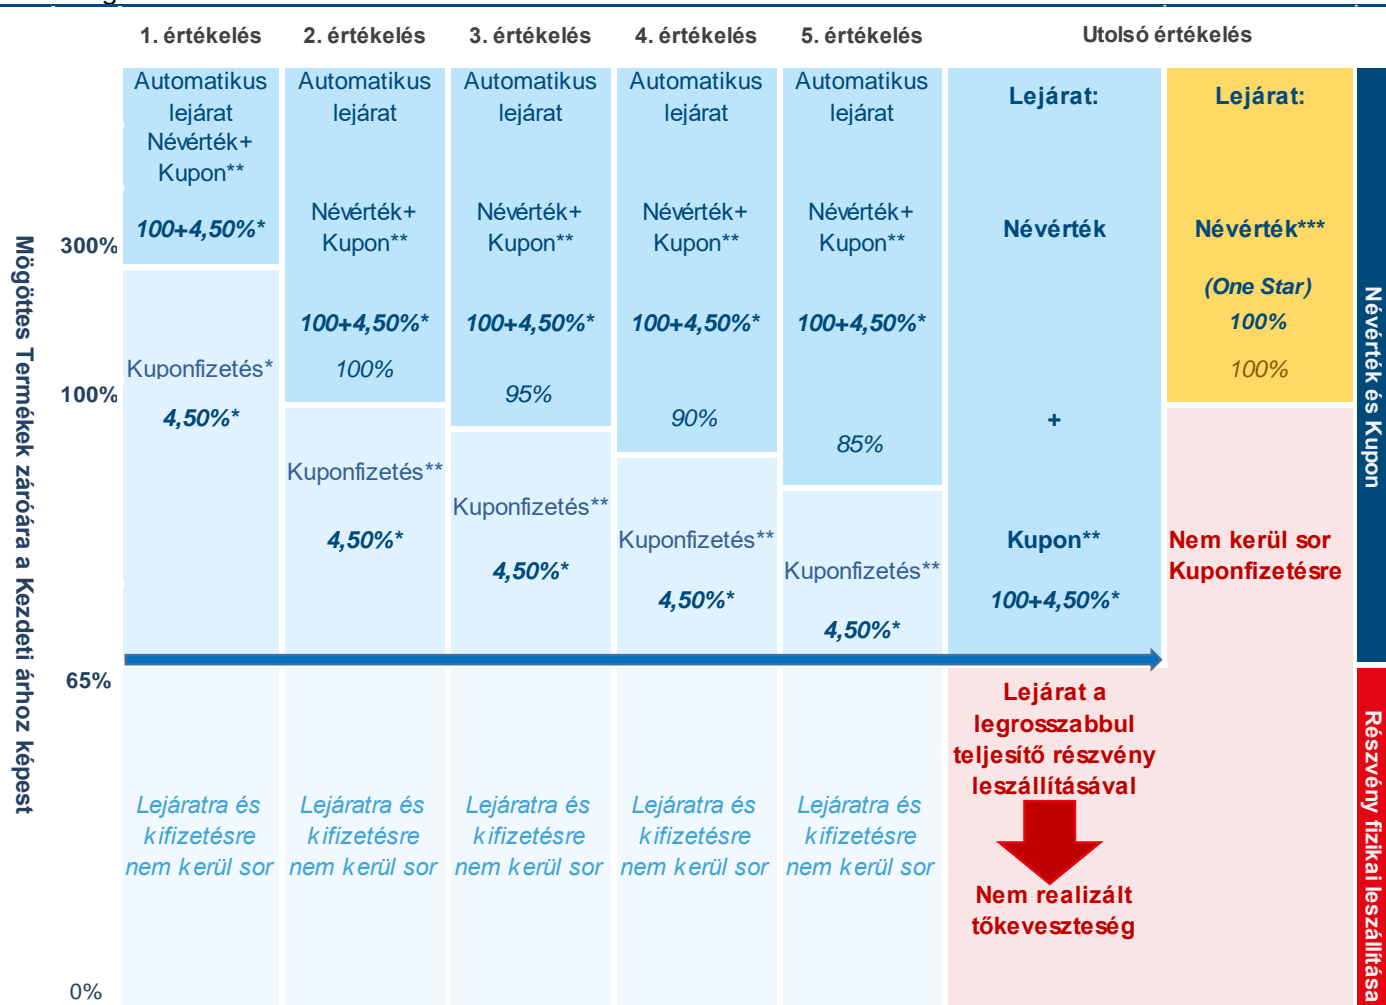 1. értékelés
2. értékelés
3. értékelés
4. értékelés
5. értékelés
Utolsó értékelés
Mögöttes Termékek záróára a Kezdeti árhoz képest
300%
100%
65%
0%
Automatikus
lejárat
Névérték+
Kupon**
100+4,50%*
Kuponfizetés*
4,50%*
Lejáratra és
kifizetésre
nem kerül sor
Automatikus
lejárat
Névérték+
Kupon**
100+4,50%*
100%
Kuponfizetés**
4,50%*
Lejáratra és
kifizetésre
nem kerül sor
Automatikus
lejárat
Névérték+
Kupon**
100+4,50%*
95%
Kuponfizetés**
4,50%*
Lejáratra és
kifizetésre
nem kerül sor
Automatikus
lejárat
Névérték+
Kupon**
100+4,50%*
90%
Kuponfizetés**
4,50%*
Lejáratra és
kifizetésre
nem kerül sor
Automatikus
lejárat
Névérték+
Kupon**
100+4,50%*
85%
Kuponfizetés**
4,50%*
Lejáratra és
kifizetésre
nem kerül sor
Lejárat:
Névérték
+
Kupon**
100+4,50%*
Lejárat a
legrosszabbul
teljesítő részvény
leszállításával
Nem realizált
tőkeveszteség
Lejárat:
Névérték***
(One Star)
100%
100%
Nem kerül sor
Kuponfizetésre
Névérték és Kupon
Részvény fizikai leszállítása